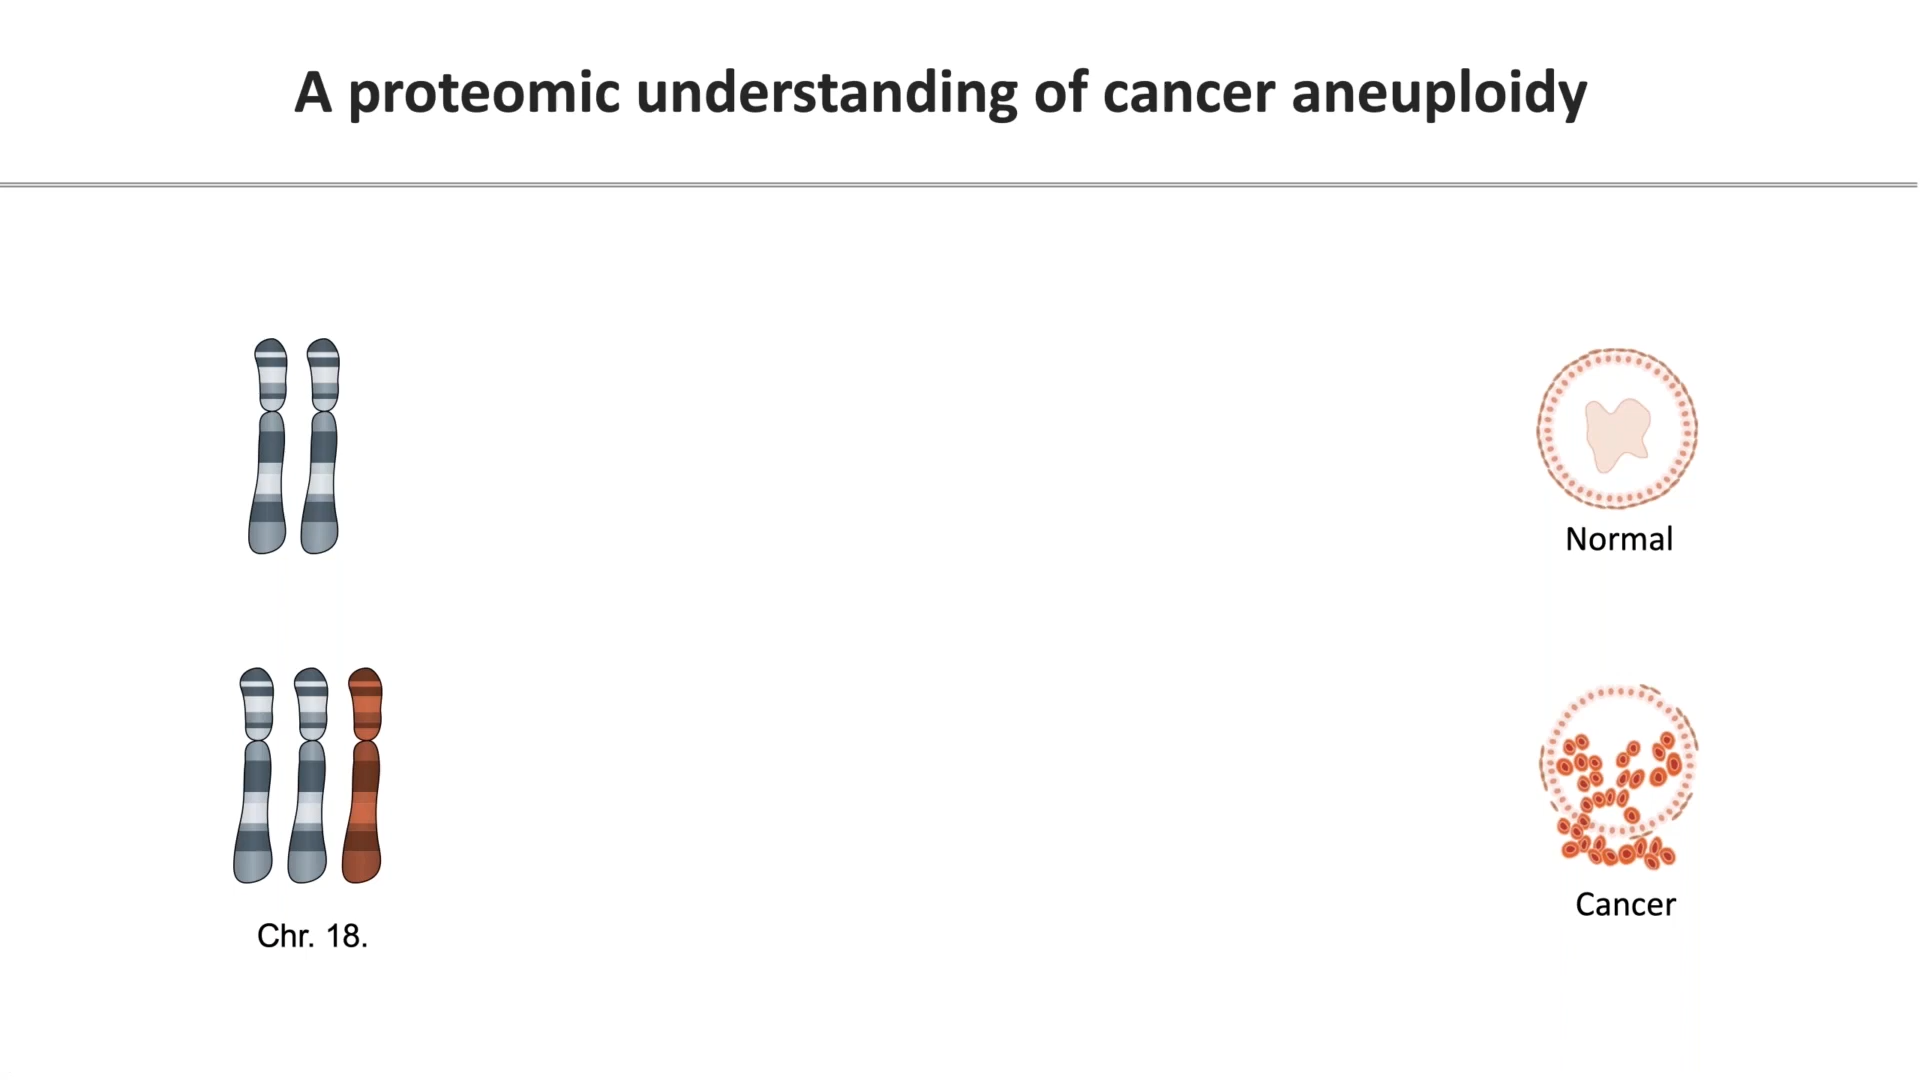 A proteomic understanding of cancer aneuploidy
Normal
Cancer
Chr. 18.